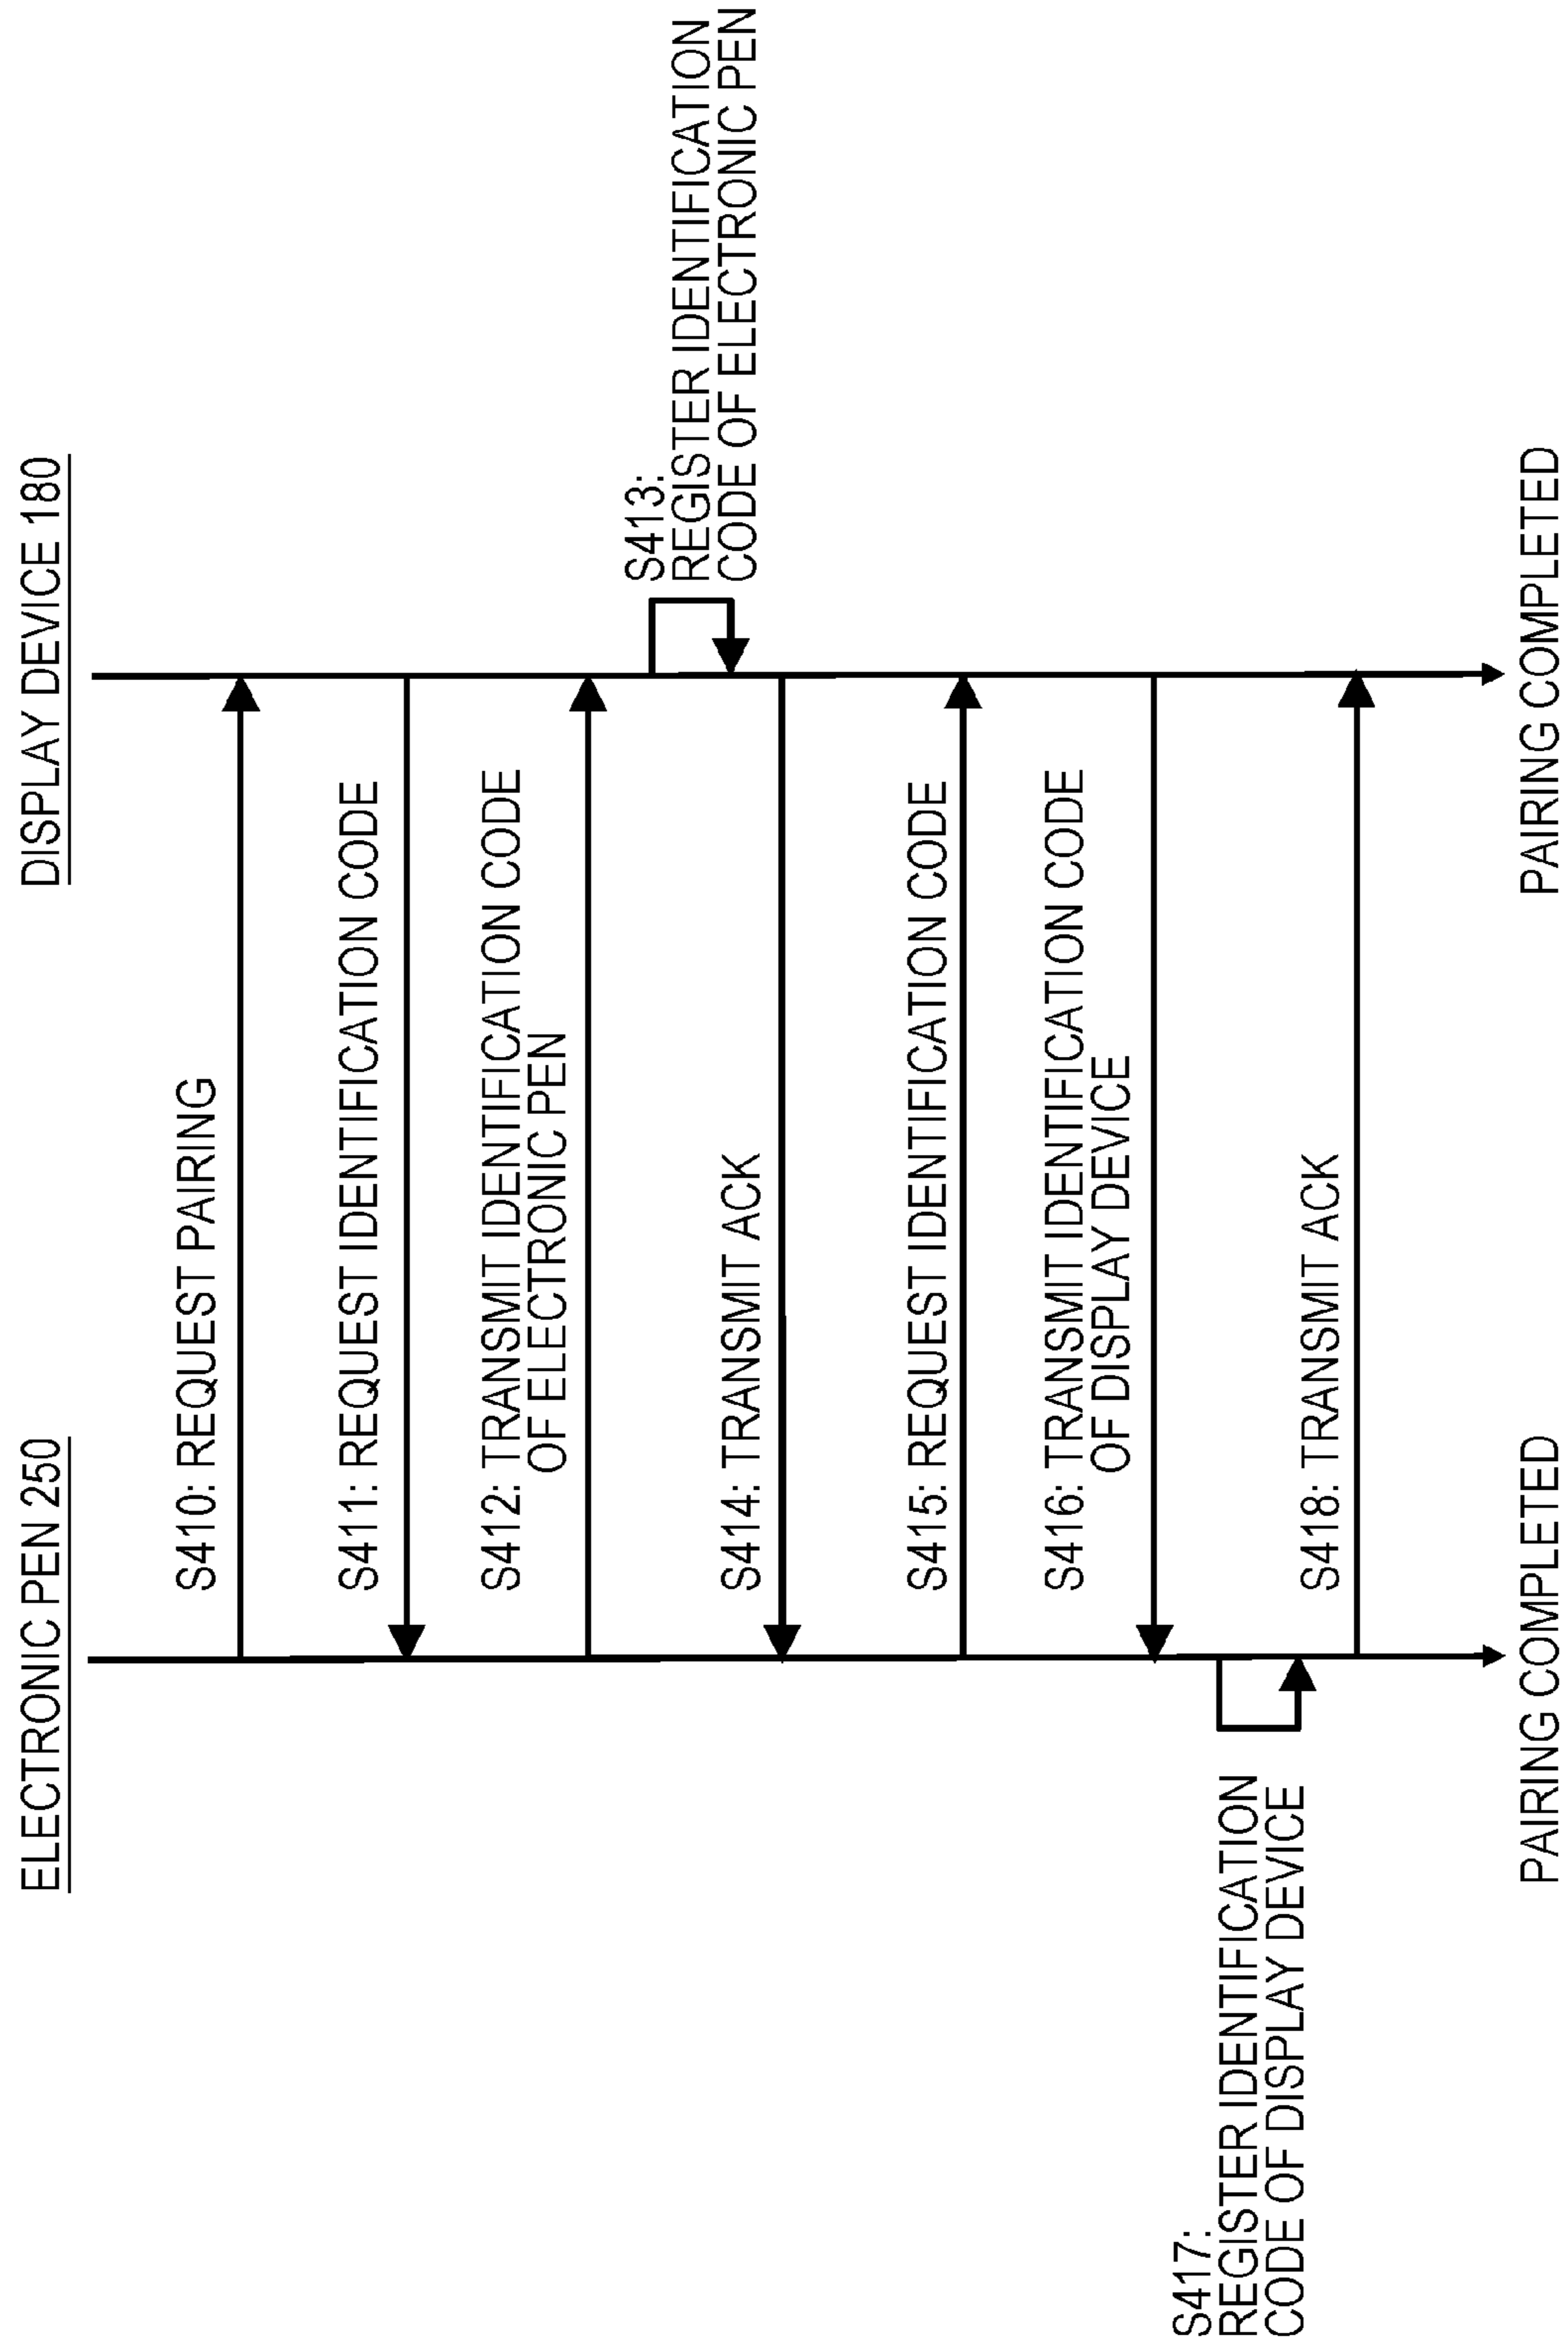 ELECTRONIC PEN 250
DISPLAY DEVICE 180
S410: REQUEST PAIRING
S411: REQUEST IDENTIFICATION CODE
S412: TRANSMIT IDENTIFICATION CODE
OF ELECTRONIC PEN
S413:
REGISTER IDENTIFICATION
CODE OF ELECTRONIC PEN
S414: TRANSMIT ACK
S415: REQUEST IDENTIFICATION CODE
S416: TRANSMIT IDENTIFICATION CODE
OF DISPLAY DEVICE
S417:
REGISTER IDENTIFICATION
CODE OF DISPLAY DEVICE
S418: TRANSMIT ACK
PAIRING COMPLETED
PAIRING COMPLETED